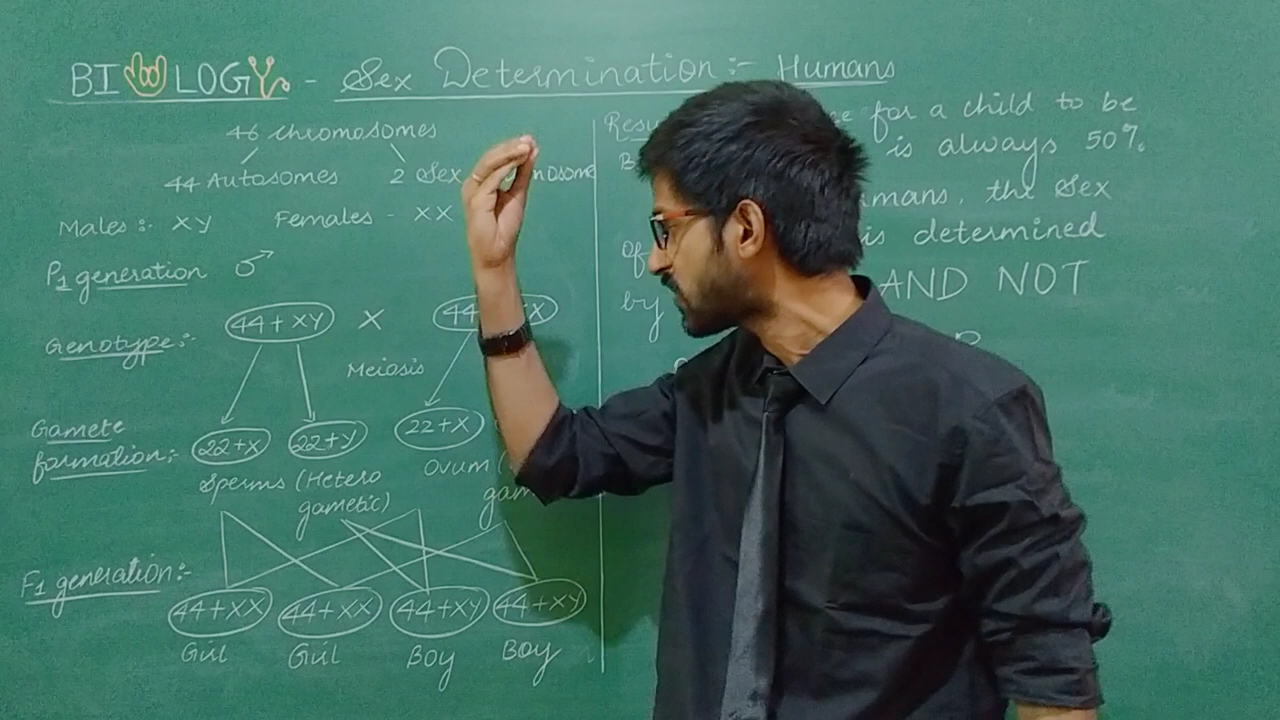 BIOLOGY - Sex Determination :- Humans
46 chromosomes
44 Autosomes 2 Sex
Males :- XY Females - XX
P1 generation ♂
Genotype :- 44 + XY X 44
Meiosis
Gamete
formation :- 22+X 22+Y 22+X
Sperms (Hetero
gametic) Ovum (
F1 generation :-
44+XX 44+XX 44+XY 44+XY
Girl Girl Boy Boy
for a child to be
is always 50%
the Sex
of is determined
by AND NOT